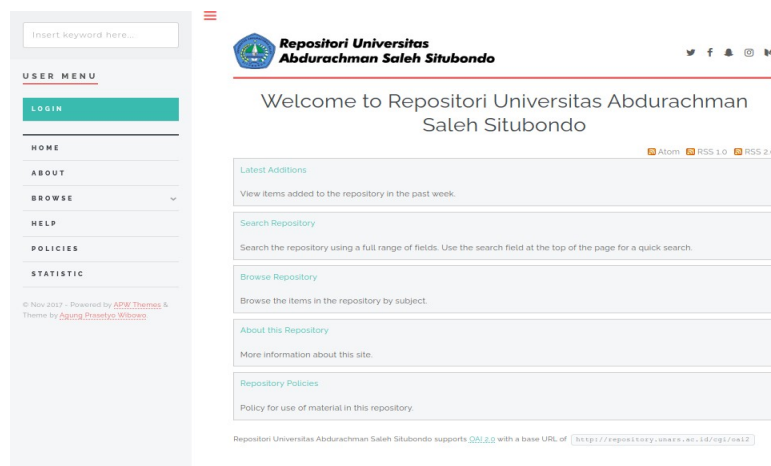 Insert keyword here...
USER MENU
LOGIN
HOME
ABOUT
BROWSE
HELP
POLICIES
STATISTIC
© Nov 2017 - Powered by APW Themes &
Theme by Agung Prasetyo Wibowo.
Repositori Universitas
Abdurachman Saleh Situbondo
Welcome to Repositori Universitas Abdurachman
Saleh Situbondo
Atom RSS 1.0 RSS 2.0
Latest Additions
View items added to the repository in the past week.
Search Repository
Search the repository using a full range of fields. Use the search field at the top of the page for a quick search.
Browse Repository
Browse the items in the repository by subject.
About this Repository
More information about this site.
Repository Policies
Policy for use of material in this repository.
Repositori Universitas Abdurachman Saleh Situbondo supports OAI 2.0 with a base URL of http://repository.unars.ac.id/cgi/oai2